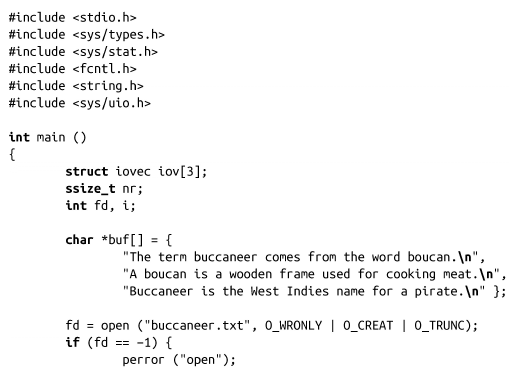 #include <stdio.h>
#include <sys/types.h>
#include <sys/stat.h>
#include <fcntl.h>
#include <string.h>
#include <sys/uio.h>

int main ()
{
        struct iovec iov[3];
        ssize_t nr;
        int fd, i;

        char *buf[] = {
                "The term buccaneer comes from the word boucan.\n",
                "A boucan is a wooden frame used for cooking meat.\n",
                "Buccaneer is the West Indies name for a pirate.\n" };

        fd = open ("buccaneer.txt", O_WRONLY | O_CREAT | O_TRUNC);
        if (fd == −1) {
                perror ("open");